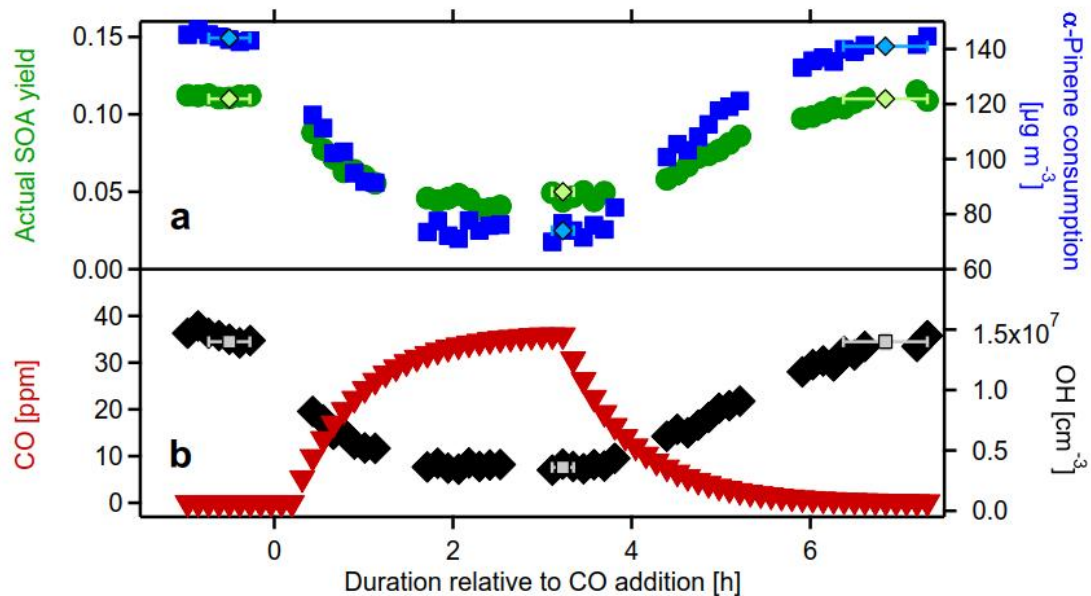 Actual SOA yield
0.15
0.10
0.05
0.00
a
140
120
100
80
60
α-Pinene consumption
[µg m-3]
CO [ppm]
40
30
20
10
0
b
1.5x10^7
1.0
0.5
0.0
OH [cm-3]
0 2 4 6
Duration relative to CO addition [h]